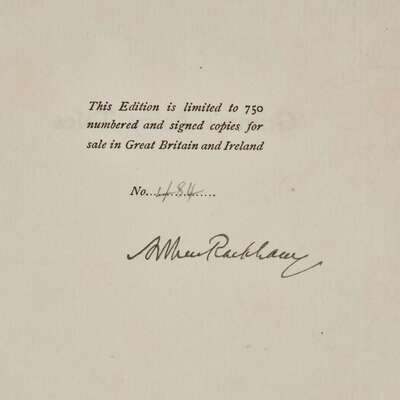 This Edition is limited to 750
numbered and signed copies for
sale in Great Britain and Ireland
No....484.....
Arthur Rackham